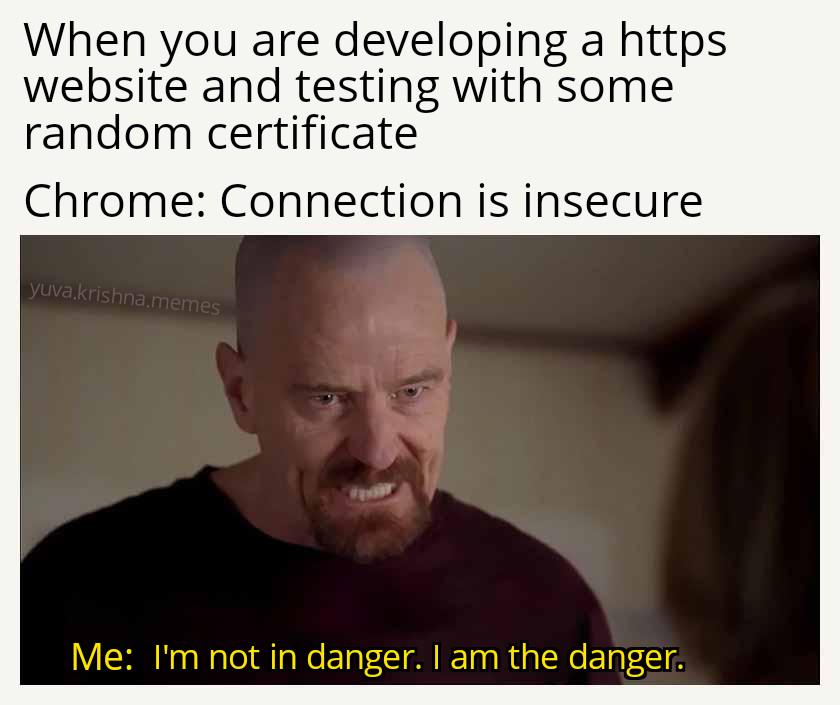 When you are developing a https
website and testing with some
random certificate
Chrome: Connection is insecure
yuva.krishna.memes
Me: I'm not in danger. I am the danger.